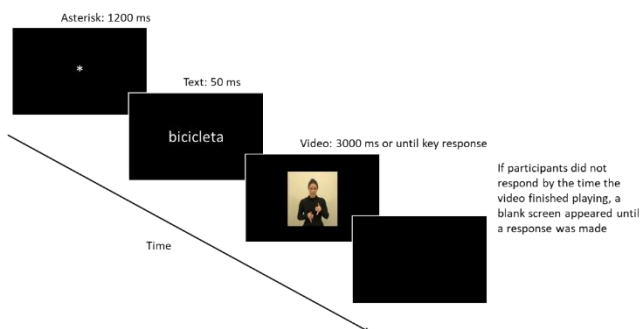 Asterisk: 1200 ms
*
Text: 50 ms
bicicleta
Video: 3000 ms or until key response
If participants did not
respond by the time the
video finished playing, a
blank screen appeared until
a response was made
Time